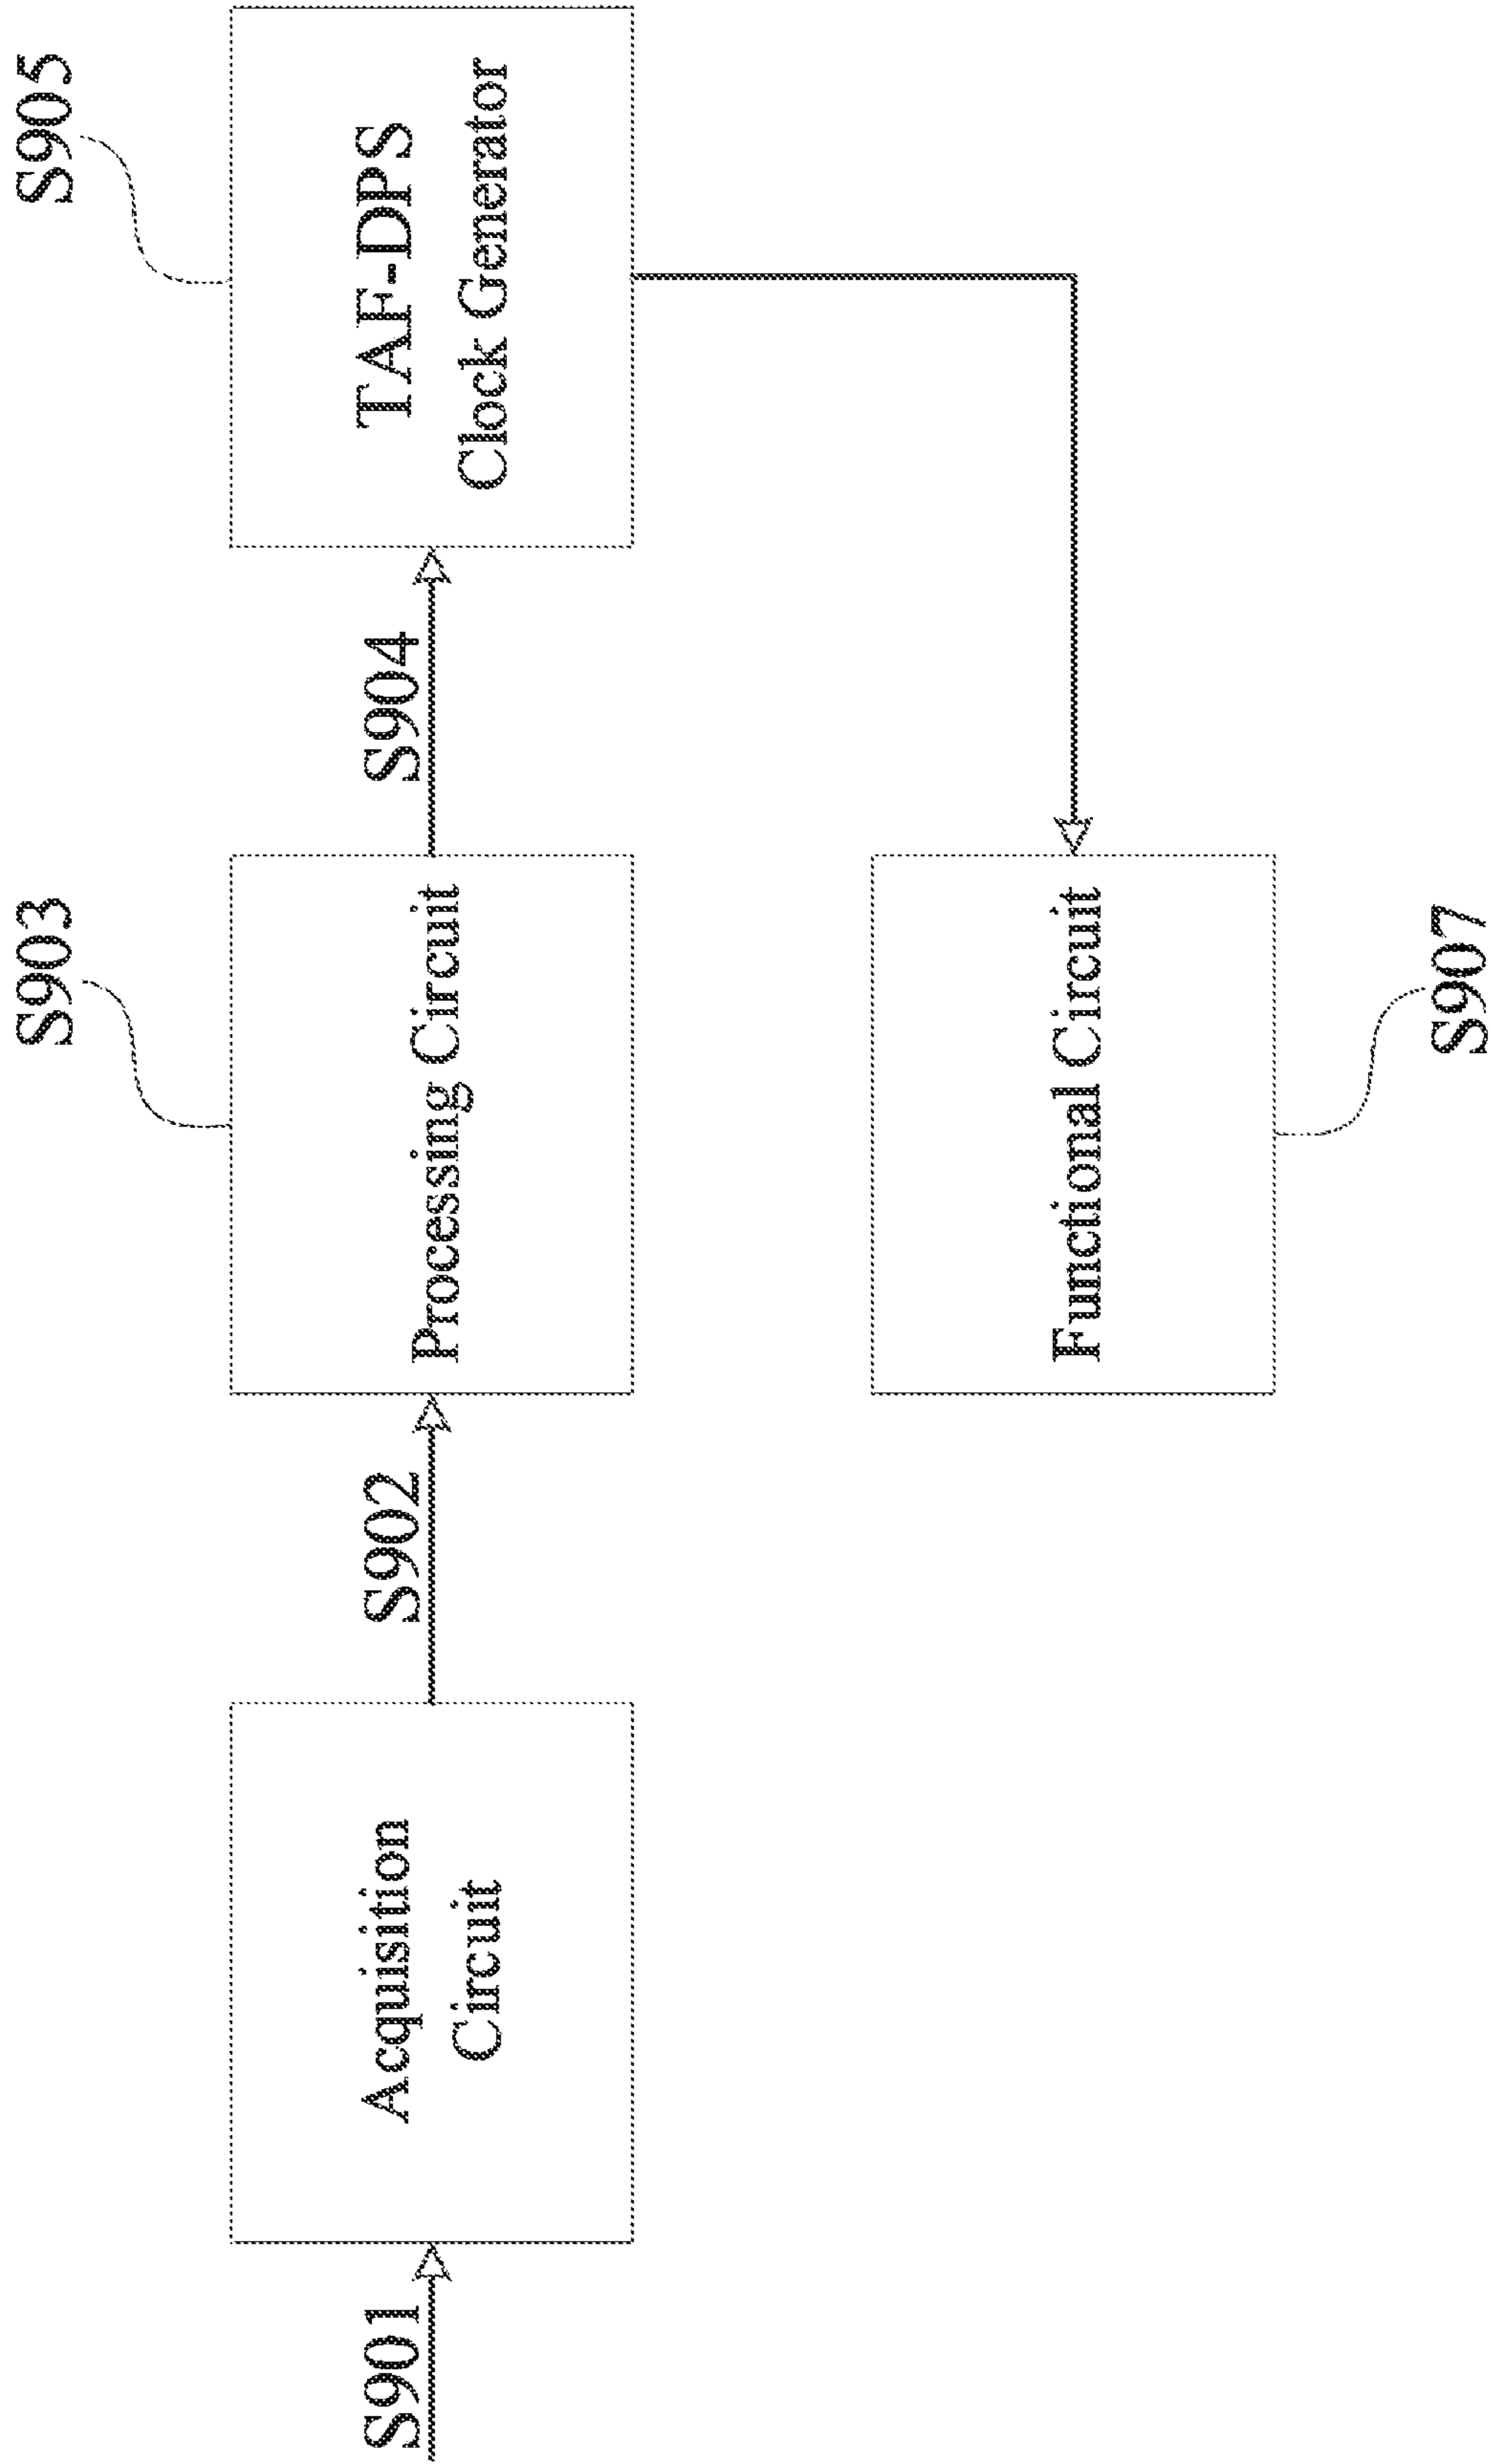 S903
S905
S901
Acquisition
Circuit
S902
Processing Circuit
S904
TAF-DPS
Clock Generator
Functional Circuit
S907